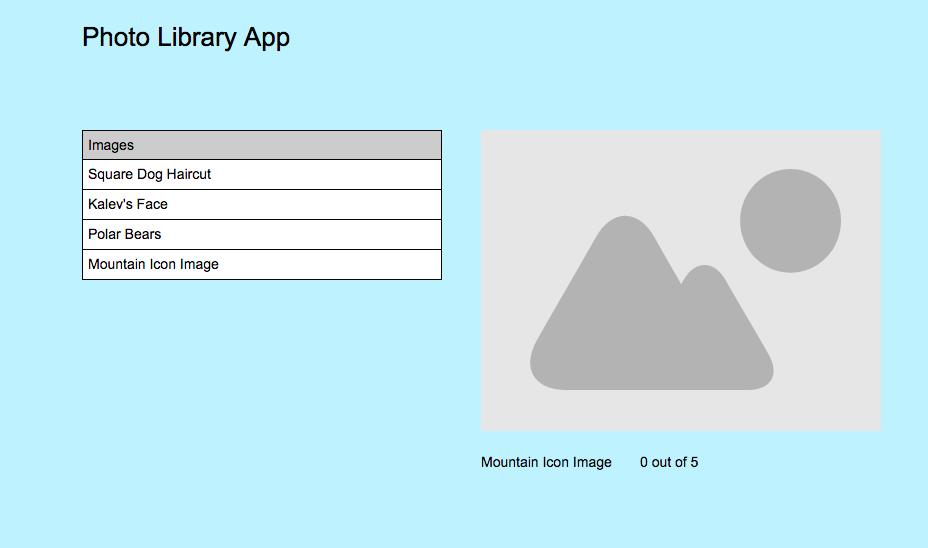 Photo Library App
Images
Square Dog Haircut
Kalev's Face
Polar Bears
Mountain Icon Image
Mountain Icon Image 0 out of 5